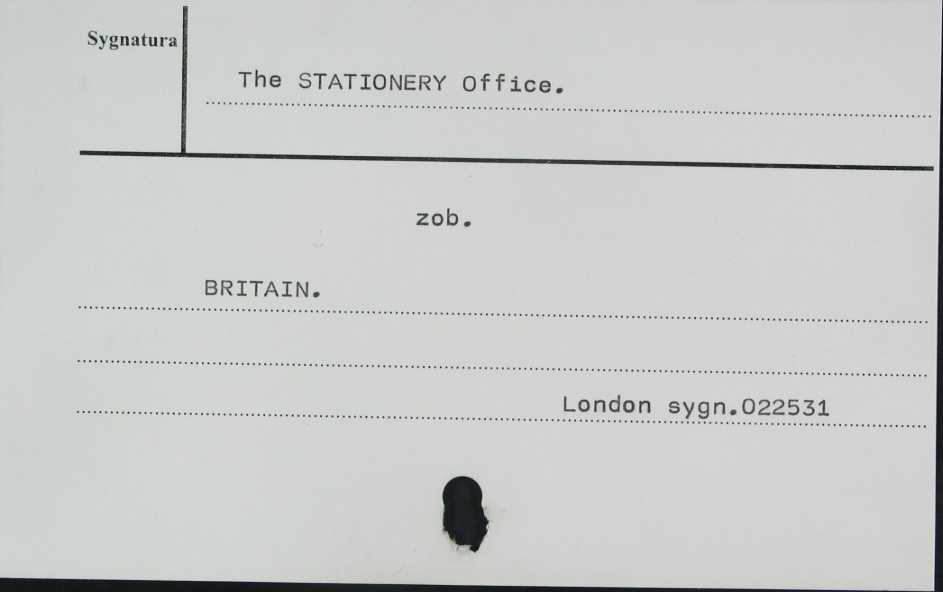 Sygnatura
The STATIONERY Office.
zob.
BRITAIN.
London sygn.022531